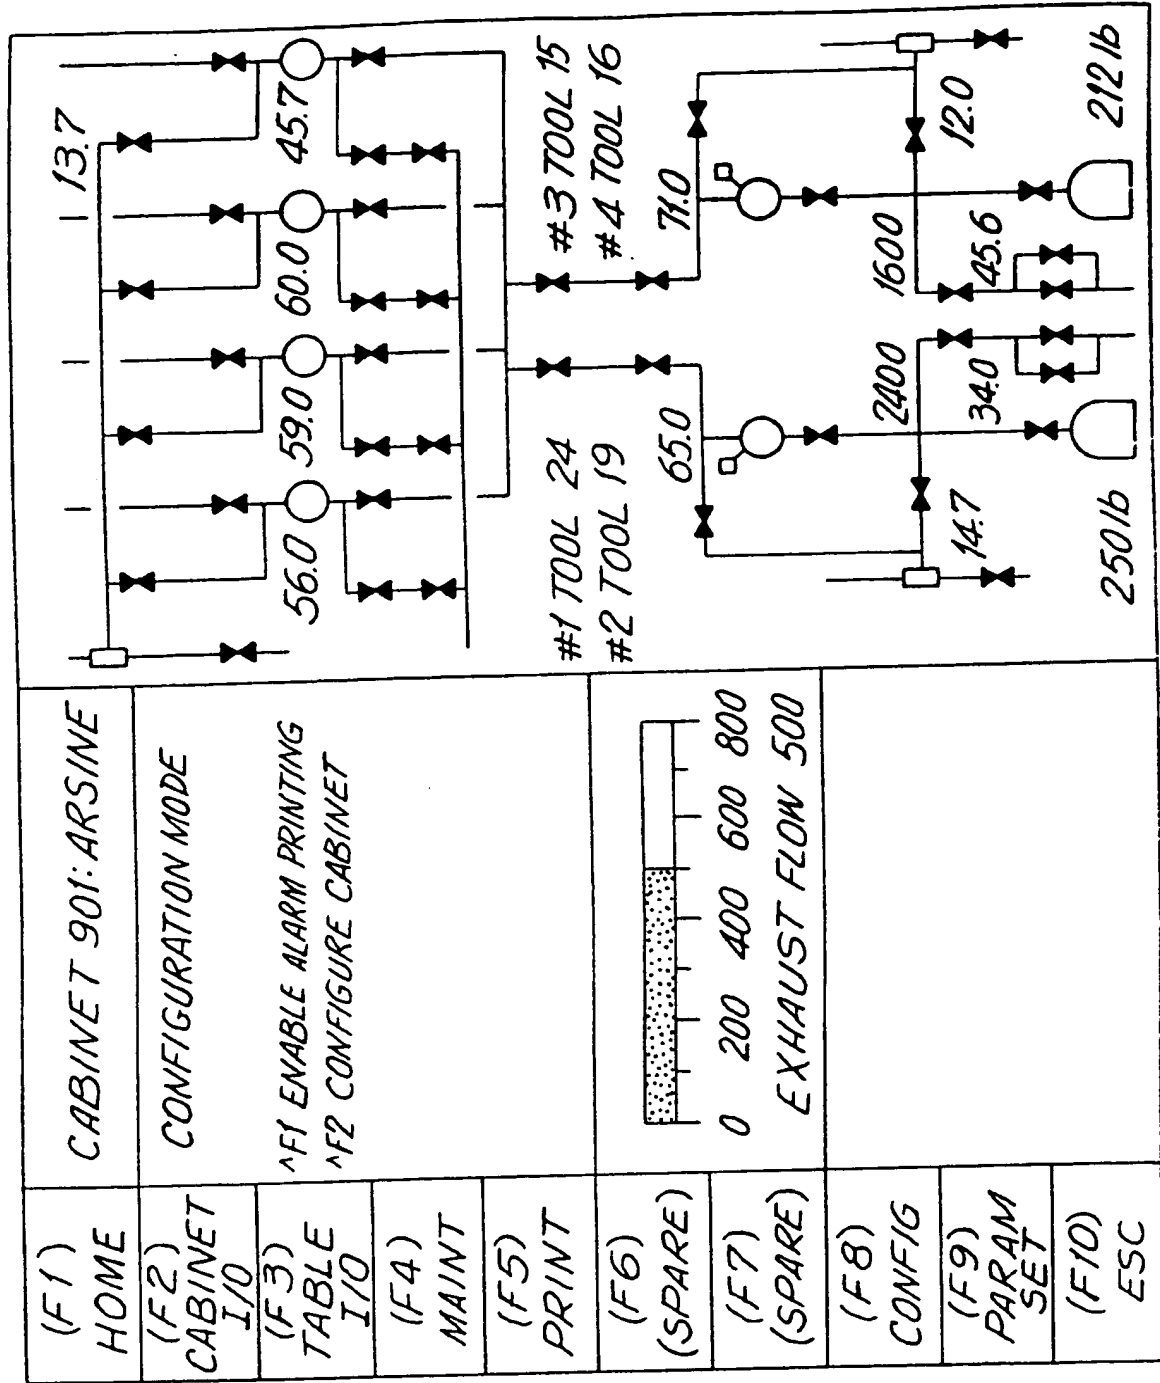 (F1)
HOME
(F2)
CABINET
I/O
(F3)
TABLE
I/O
(F4)
MAINT
(F5)
PRINT
(F6)
(SPARE)
(F7)
(SPARE)
(F8)
CONFIG
(F9)
PARAM
SET
(F10)
ESC
CABINET 901: ARSINE
CONFIGURATION MODE
^F1 ENABLE ALARM PRINTING
^F2 CONFIGURE CABINET
0 200 400 600 800
EXHAUST FLOW 500
13.7
56.0 59.0 60.0 45.7
#1 TOOL 24 #3 TOOL 15
#2 TOOL 19 #4 TOOL 16
65.0 71.0
2400 1600
14.7 34.0 45.6 12.0
250 lb 212 lb